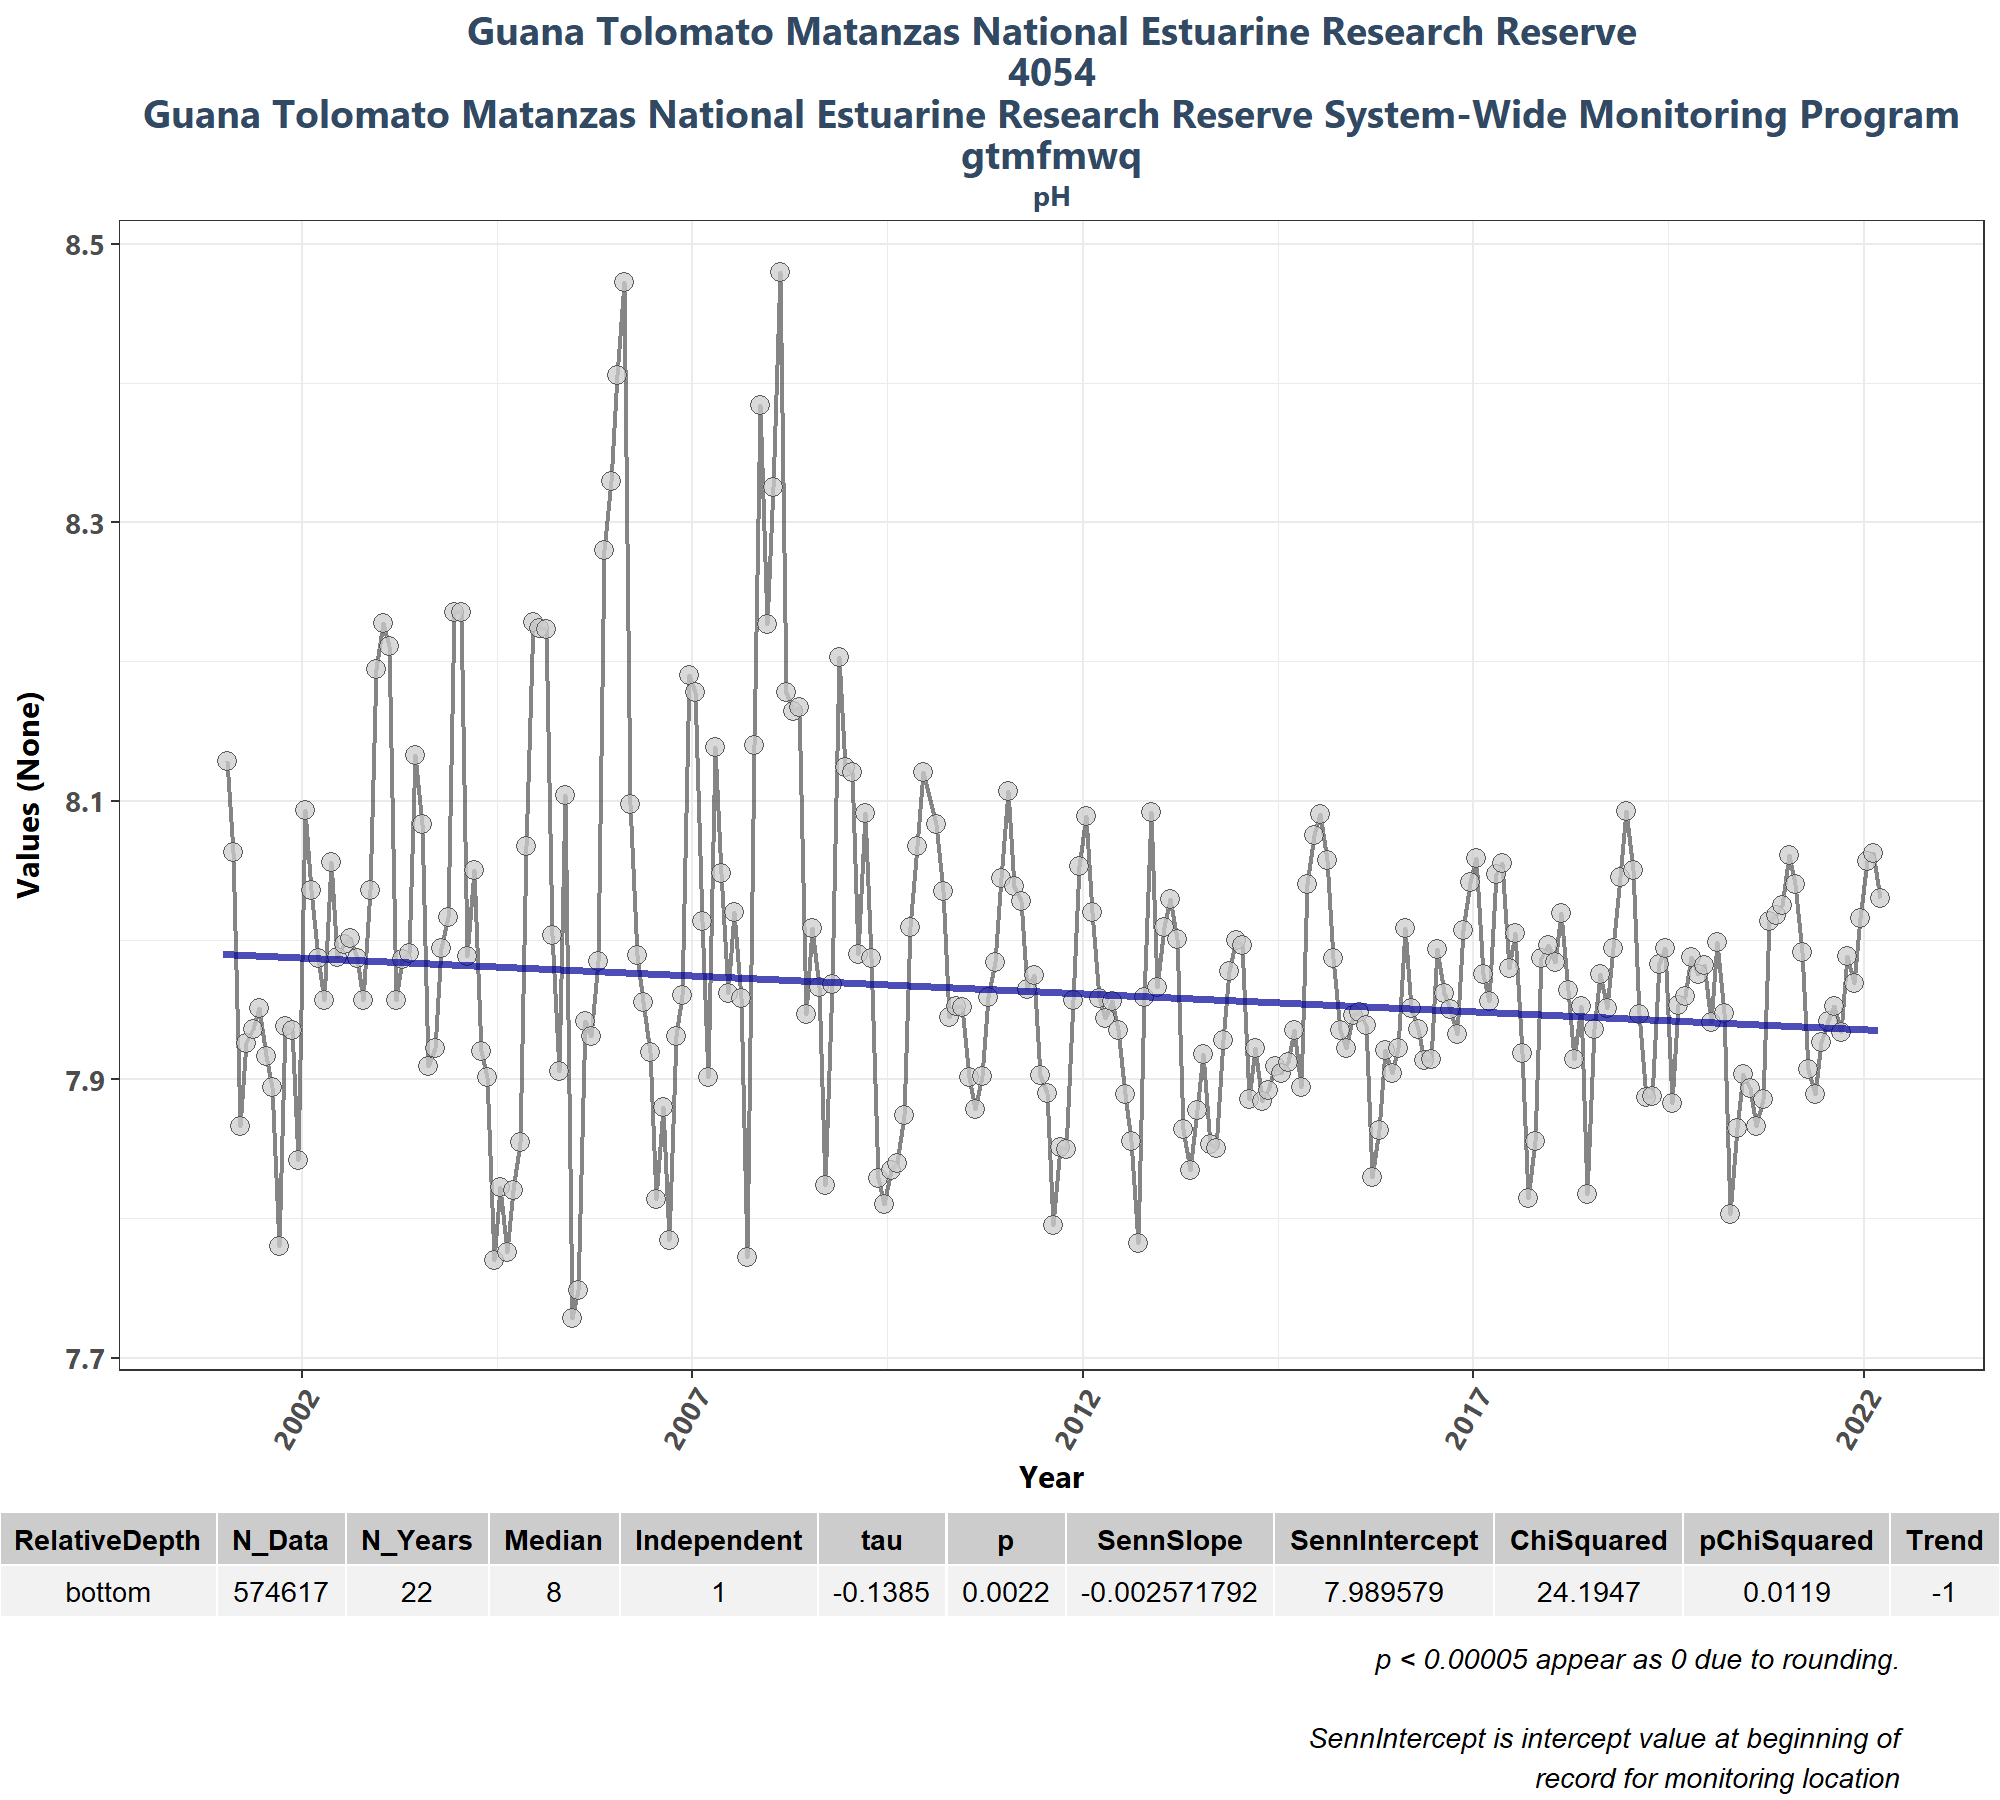 Guana Tolomato Matanzas National Estuarine Research Reserve
4054
Guana Tolomato Matanzas National Estuarine Research Reserve System-Wide Monitoring Program
gtmfmwq
pH
8.5
8.3
8.1
7.9
7.7
Values (None)
2002 2007 2012 2017 2022
Year
RelativeDepth N_Data N_Years Median Independent tau p SennSlope SennIntercept ChiSquared pChiSquared Trend
bottom 574617 22 8 1 -0.1385 0.0022 -0.002571792 7.989579 24.1947 0.0119 -1
p < 0.00005 appear as 0 due to rounding.
SennIntercept is intercept value at beginning of
record for monitoring location